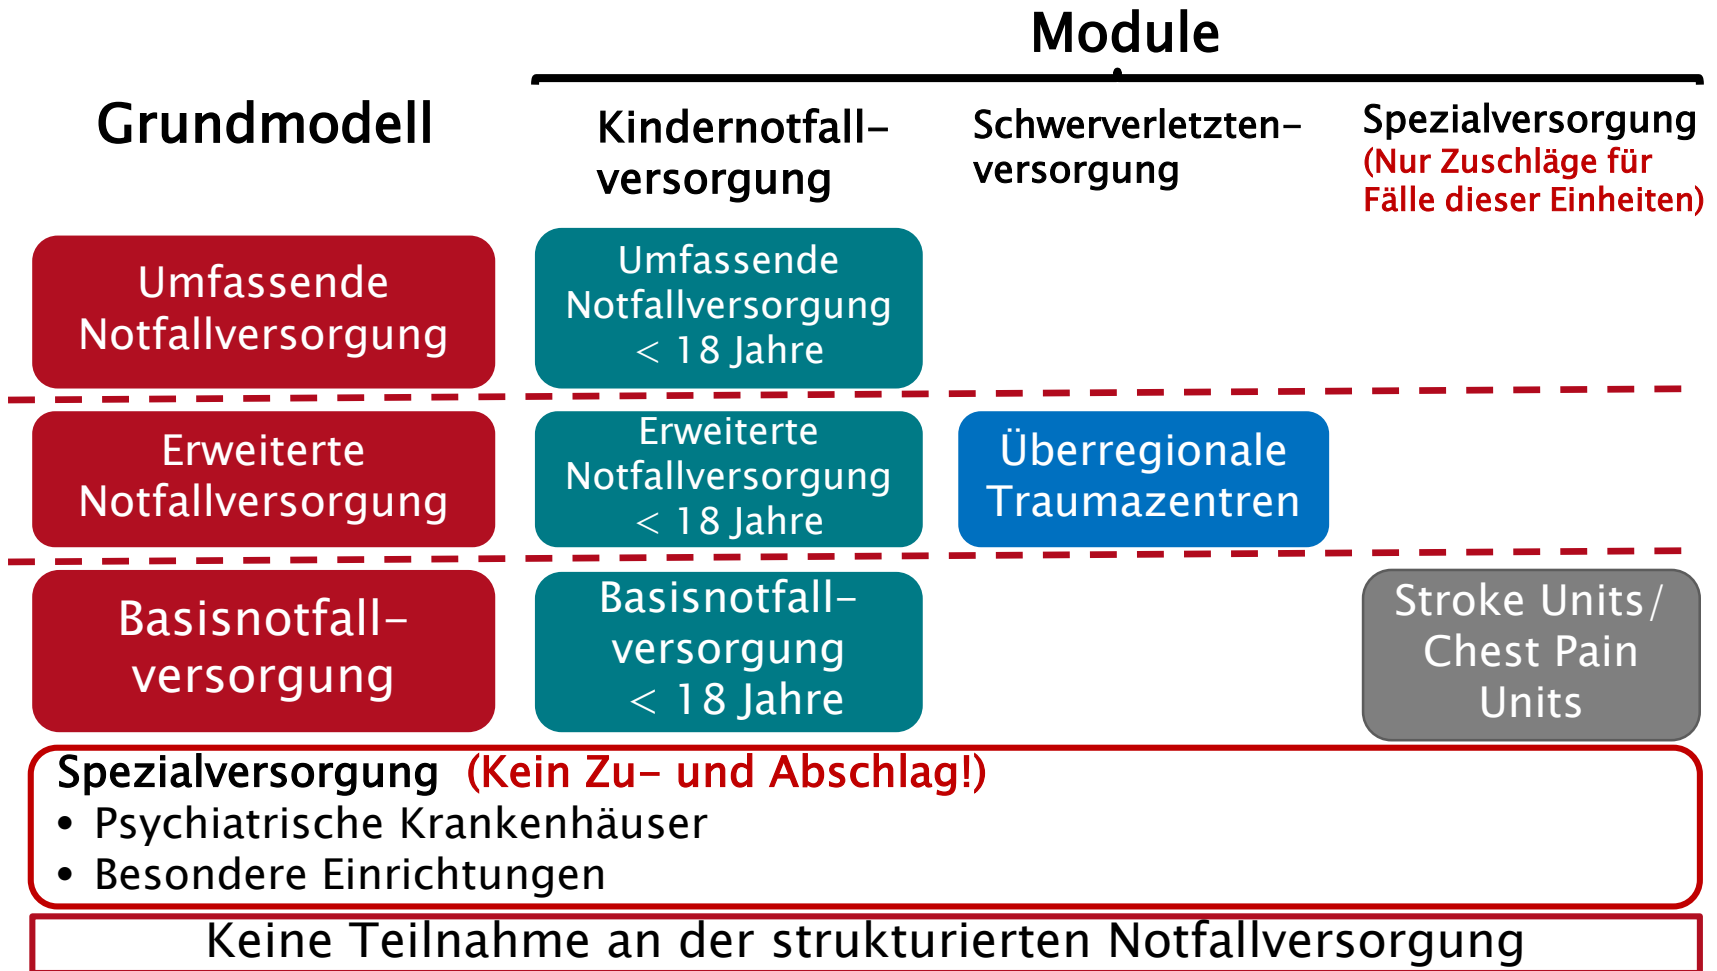 Module
Grundmodell
Kindernotfall-
versorgung
Schwerverletzten-
versorgung
Spezialversorgung
(Nur Zuschläge für
Fälle dieser Einheiten)
Umfassende
Notfallversorgung
Umfassende
Notfallversorgung
< 18 Jahre
Erweiterte
Notfallversorgung
Erweiterte
Notfallversorgung
< 18 Jahre
Überregionale
Traumazentren
Basisnotfall-
versorgung
Basisnotfall-
versorgung
< 18 Jahre
Stroke Units/
Chest Pain
Units
Spezialversorgung (Kein Zu- und Abschlag!)
• Psychiatrische Krankenhäuser
• Besondere Einrichtungen
Keine Teilnahme an der strukturierten Notfallversorgung